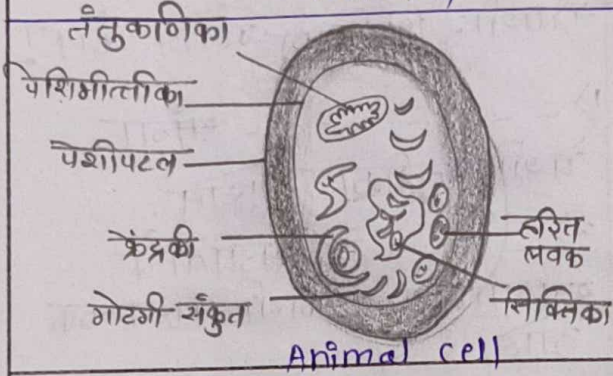 तंतुकणिका
पेशिभीत्तीका
पेशीपटल
केंद्रकी
गोल्गी संकुत
हरित
लवक
रिक्तिका
Animal cell